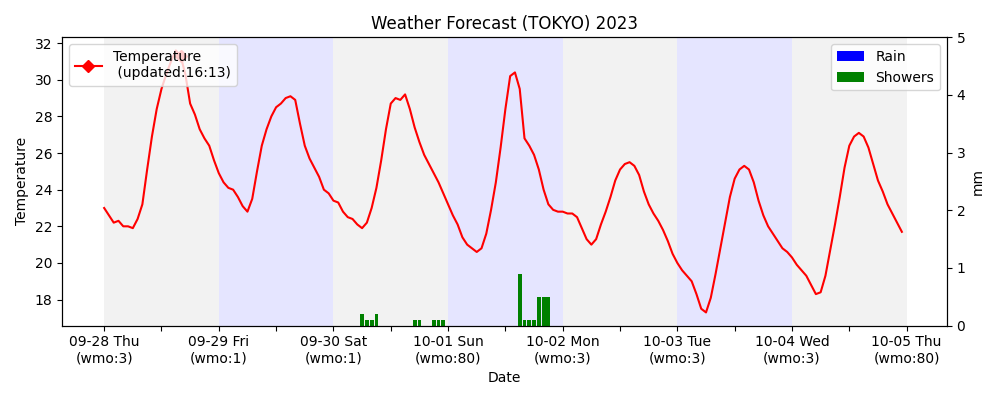 Weather Forecast (TOKYO) 2023
Temperature
(updated:16:13)
Rain
Showers
Temperature
32
30
28
26
24
22
20
18
5
4
3
2
1
0
mm
09-28 Thu
(wmo:3)
09-29 Fri
(wmo:1)
09-30 Sat
(wmo:1)
10-01 Sun
(wmo:80)
10-02 Mon
(wmo:3)
10-03 Tue
(wmo:3)
10-04 Wed
(wmo:3)
10-05 Thu
(wmo:80)
Date